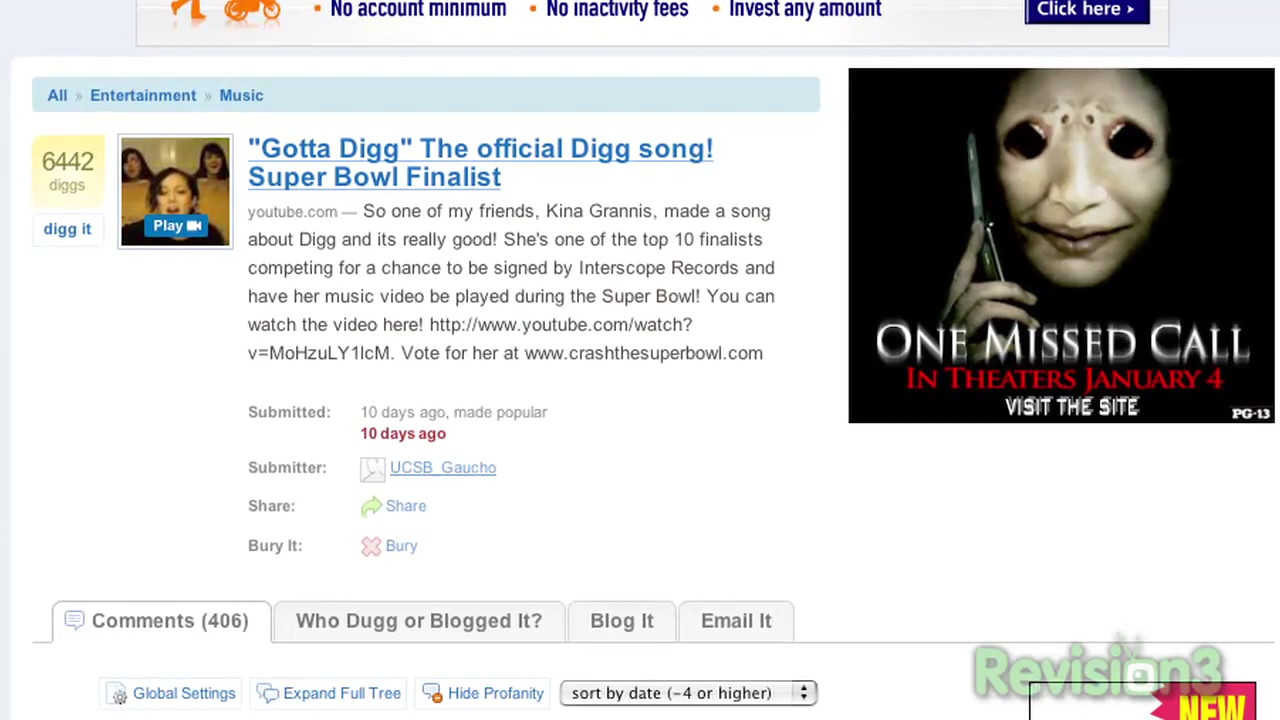 • No account minimum • No inactivity fees • Invest any amount
Click here ›
All » Entertainment » Music
6442
diggs
digg it
Play
"Gotta Digg" The official Digg song!
Super Bowl Finalist
youtube.com — So one of my friends, Kina Grannis, made a song
about Digg and its really good! She's one of the top 10 finalists
competing for a chance to be signed by Interscope Records and
have her music video be played during the Super Bowl! You can
watch the video here! http://www.youtube.com/watch?
v=MoHzuLY1lcM. Vote for her at www.crashthesuperbowl.com
Submitted: 10 days ago, made popular
10 days ago
Submitter: UCSB_Gaucho
Share: Share
Bury It: Bury
ONE MISSED CALL
IN THEATERS JANUARY 4
VISIT THE SITE
PG-13
Comments (406) Who Dugg or Blogged It? Blog It Email It
Global Settings Expand Full Tree Hide Profanity sort by date (-4 or higher)
Revision3
NEW